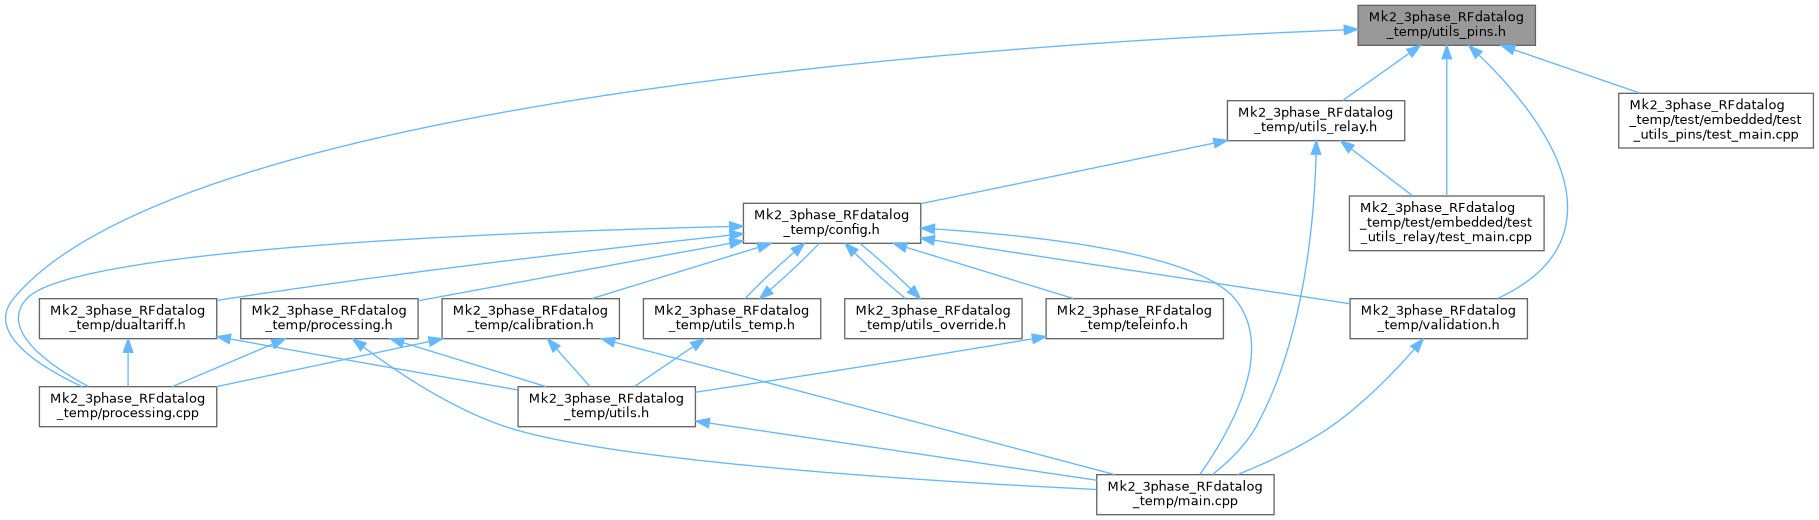 Mk2_3phase_RFdatalog
_temp/utils_pins.h
Mk2_3phase_RFdatalog
_temp/utils_relay.h
Mk2_3phase_RFdatalog
_temp/test/embedded/test
_utils_pins/test_main.cpp
Mk2_3phase_RFdatalog
_temp/config.h
Mk2_3phase_RFdatalog
_temp/test/embedded/test
_utils_relay/test_main.cpp
Mk2_3phase_RFdatalog
_temp/dualtariff.h
Mk2_3phase_RFdatalog
_temp/processing.h
Mk2_3phase_RFdatalog
_temp/calibration.h
Mk2_3phase_RFdatalog
_temp/utils_temp.h
Mk2_3phase_RFdatalog
_temp/utils_override.h
Mk2_3phase_RFdatalog
_temp/teleinfo.h
Mk2_3phase_RFdatalog
_temp/validation.h
Mk2_3phase_RFdatalog
_temp/processing.cpp
Mk2_3phase_RFdatalog
_temp/utils.h
Mk2_3phase_RFdatalog
_temp/main.cpp